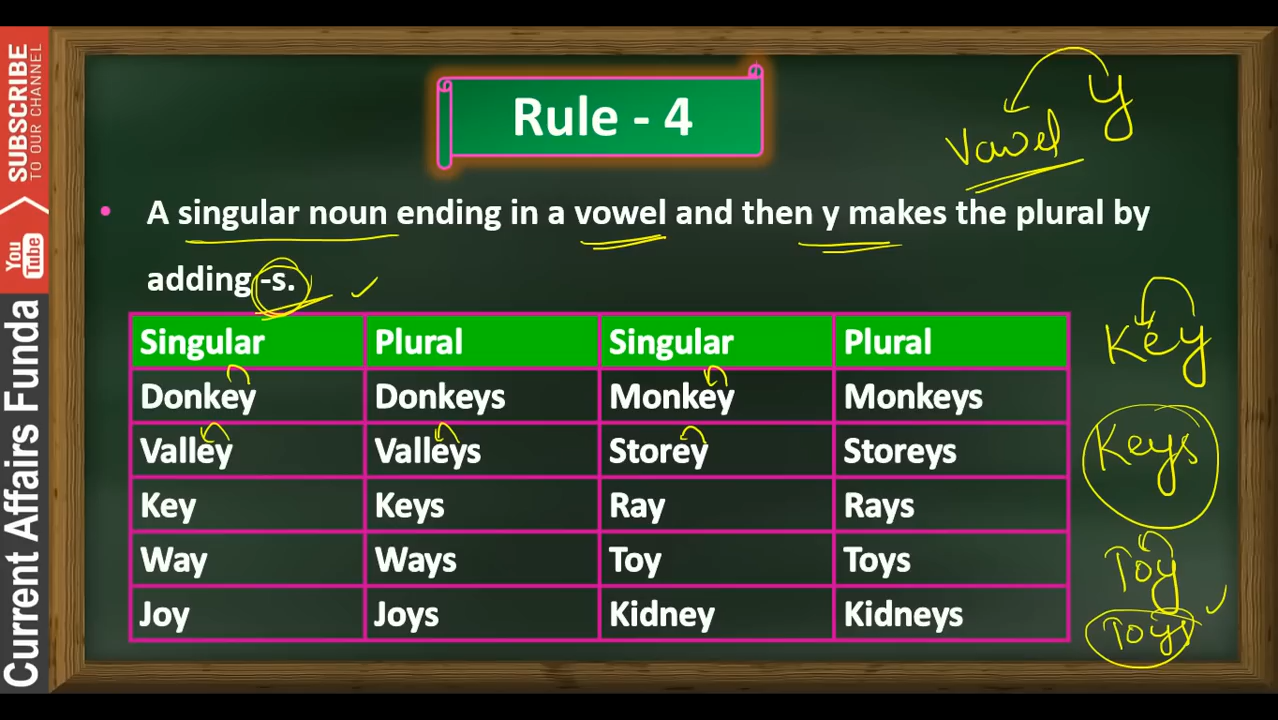 SUBSCRIBE
TO OUR CHANNEL
You Tube
Current Affairs Funda
Rule - 4
y
Vowel
• A singular noun ending in a vowel and then y makes the plural by
adding -s.
Singular Plural Singular Plural
Donkey Donkeys Monkey Monkeys
Valley Valleys Storey Storeys
Key Keys Ray Rays
Way Ways Toy Toys
Joy Joys Kidney Kidneys
Key
Keys
Toy
Toys